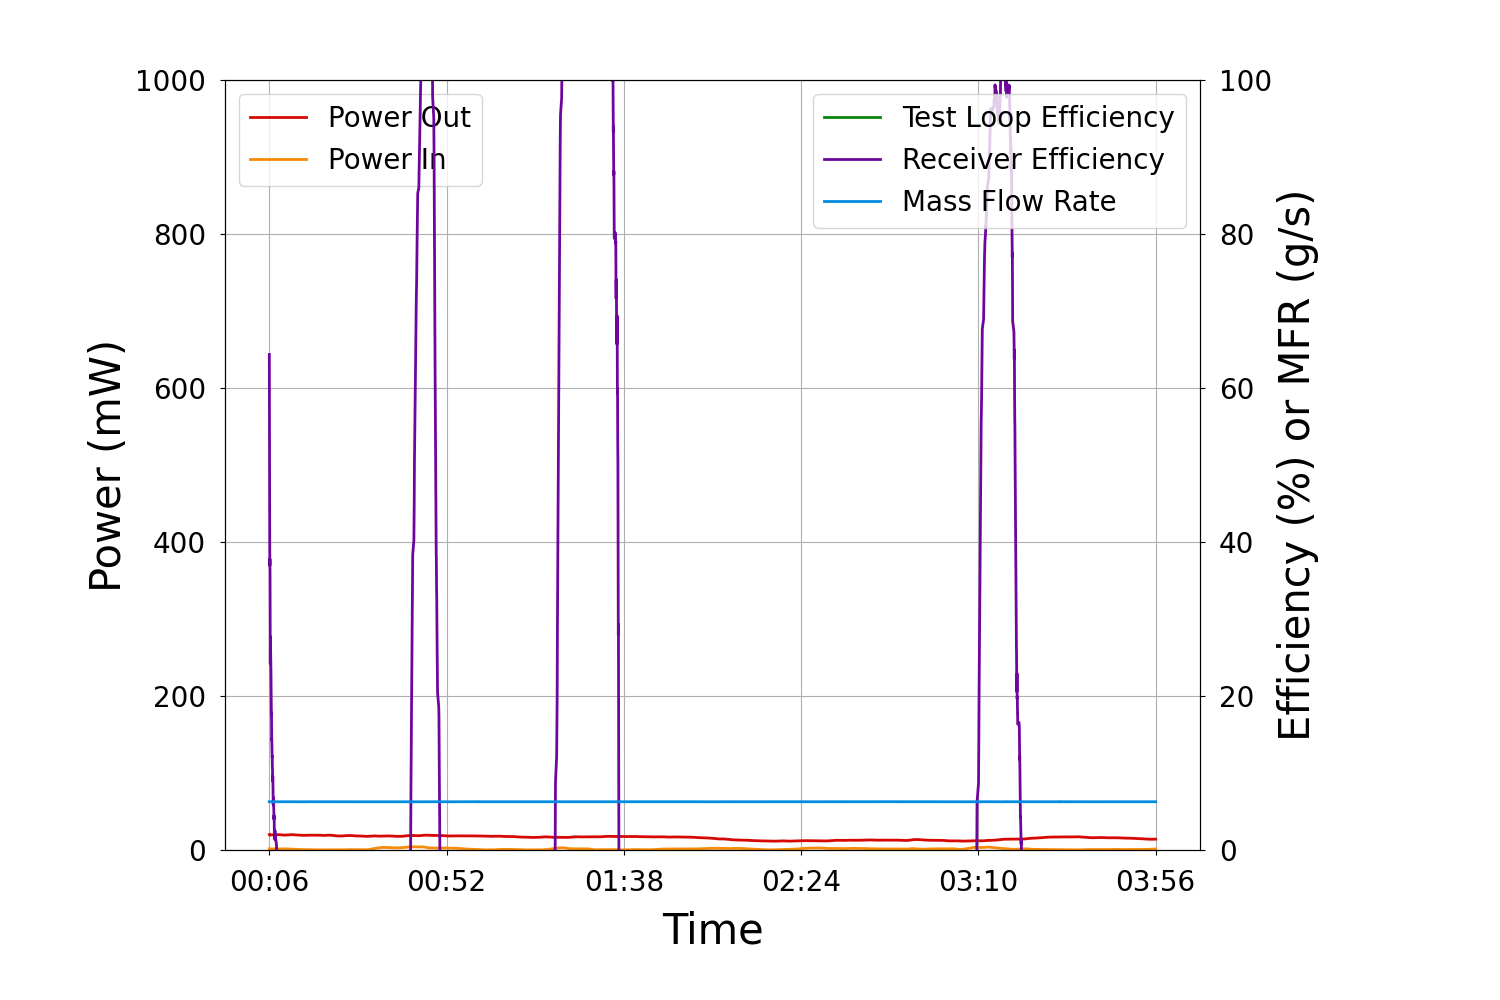 1000
800
600
400
200
0
Power (mW)
Power Out
Power In
Test Loop Efficiency
Receiver Efficiency
Mass Flow Rate
100
80
60
40
20
0
Efficiency (%) or MFR (g/s)
00:06 00:52 01:38 02:24 03:10 03:56
Time